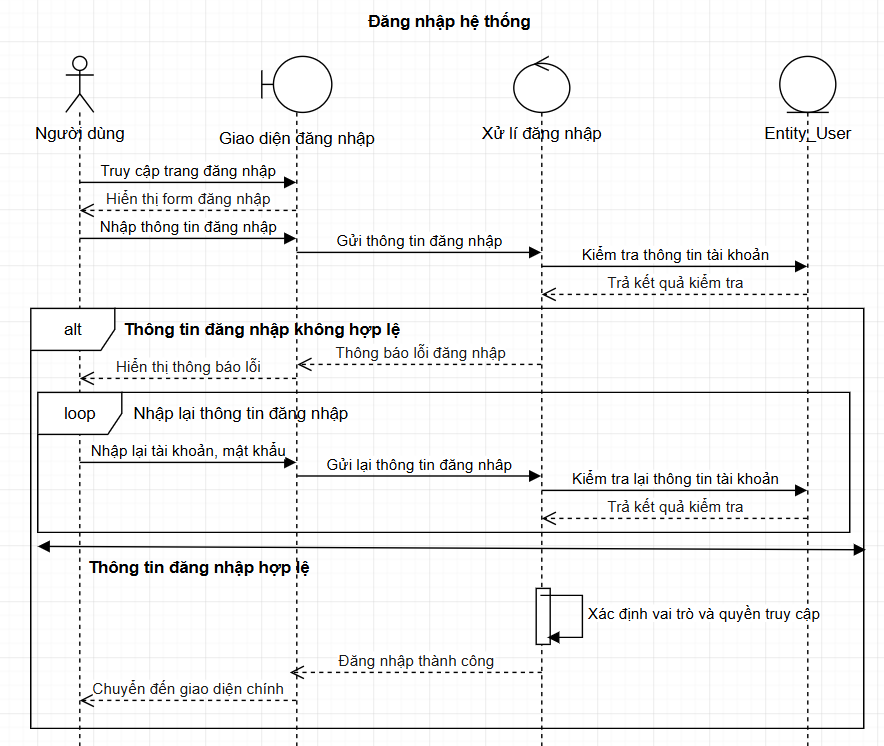 Đăng nhập hệ thống
Người dùng
Giao diện đăng nhập
Xử lí đăng nhập
Entity_User
Truy cập trang đăng nhập
Hiển thị form đăng nhập
Nhập thông tin đăng nhập
Gửi thông tin đăng nhập
Kiểm tra thông tin tài khoản
Trả kết quả kiểm tra
alt
Thông tin đăng nhập không hợp lệ
Thông báo lỗi đăng nhập
Hiển thị thông báo lỗi
loop
Nhập lại thông tin đăng nhập
Nhập lại tài khoản, mật khẩu
Gửi lại thông tin đăng nhâp
Kiểm tra lại thông tin tài khoản
Trả kết quả kiểm tra
Thông tin đăng nhập hợp lệ
Xác định vai trò và quyền truy cập
Đăng nhập thành công
Chuyển đến giao diện chính